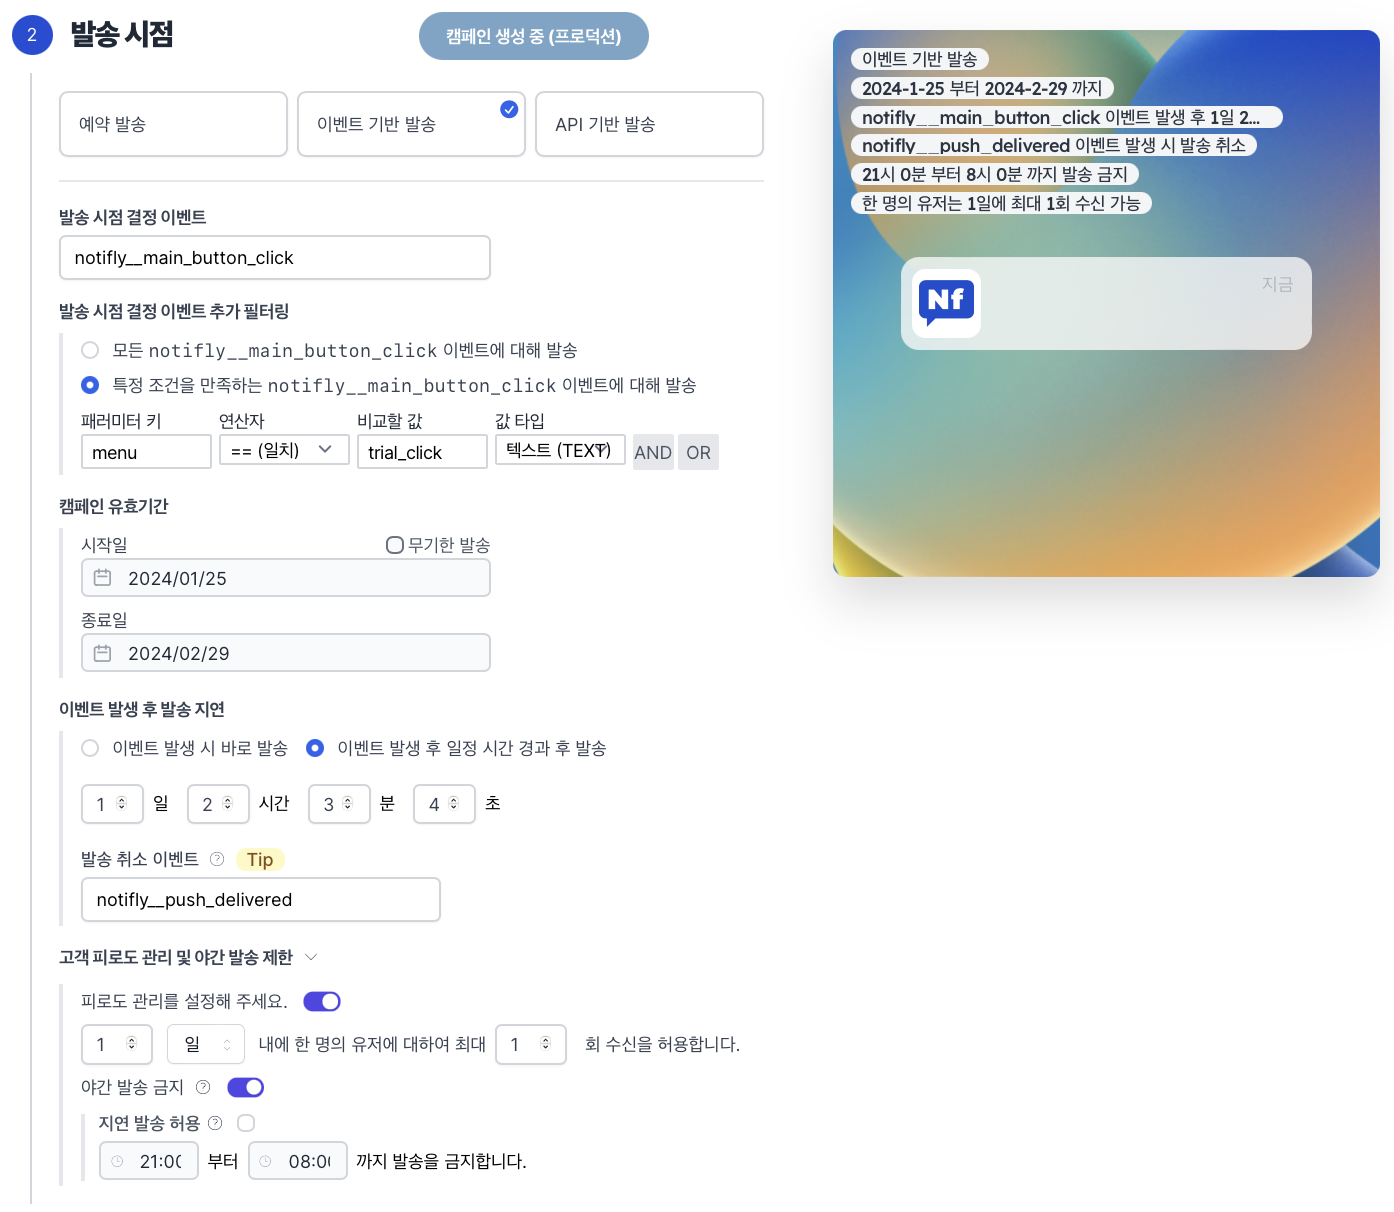 2
발송 시점
캠페인 생성 중 (프로덕션)
예약 발송
이벤트 기반 발송
API 기반 발송
발송 시점 결정 이벤트
notifly__main_button_click
발송 시점 결정 이벤트 추가 필터링
모든 notifly__main_button_click 이벤트에 대해 발송
특정 조건을 만족하는 notifly__main_button_click 이벤트에 대해 발송
패러미터 키 연산자 비교할 값 값 타입
menu == (일치) trial_click 텍스트 (TEXT) AND OR
캠페인 유효기간
시작일 무기한 발송
2024/01/25
종료일
2024/02/29
이벤트 발생 후 발송 지연
이벤트 발생 시 바로 발송 이벤트 발생 후 일정 시간 경과 후 발송
1 일 2 시간 3 분 4 초
발송 취소 이벤트 ? Tip
notifly__push_delivered
고객 피로도 관리 및 야간 발송 제한
피로도 관리를 설정해 주세요.
1 일 내에 한 명의 유저에 대하여 최대 1 회 수신을 허용합니다.
야간 발송 금지 ?
지연 발송 허용 ?
21:00 부터 08:00 까지 발송을 금지합니다.
이벤트 기반 발송
2024-1-25 부터 2024-2-29 까지
notifly__main_button_click 이벤트 발생 후 1일 2...
notifly__push_delivered 이벤트 발생 시 발송 취소
21시 0분 부터 8시 0분 까지 발송 금지
한 명의 유저는 1일에 최대 1회 수신 가능
Nf
지금